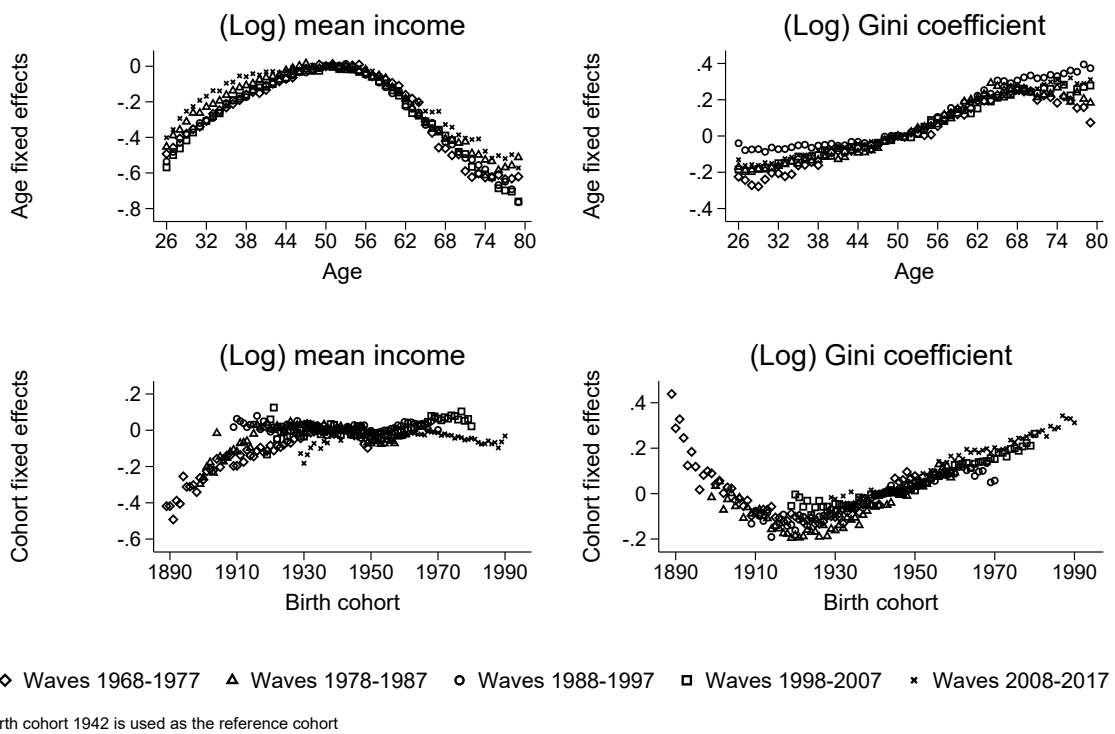 (Log) mean income
Age fixed effects
0
-.2
-.4
-.6
-.8
26 32 38 44 50 56 62 68 74 80
Age
(Log) Gini coefficient
Age fixed effects
.4
.2
0
-.2
-.4
26 32 38 44 50 56 62 68 74 80
Age
(Log) mean income
Cohort fixed effects
.2
0
-.2
-.4
-.6
1890 1910 1930 1950 1970 1990
Birth cohort
(Log) Gini coefficient
Cohort fixed effects
.4
.2
0
-.2
1890 1910 1930 1950 1970 1990
Birth cohort
Waves 1968-1977 Waves 1978-1987 Waves 1988-1997 Waves 1998-2007 Waves 2008-2017
rth cohort 1942 is used as the reference cohort